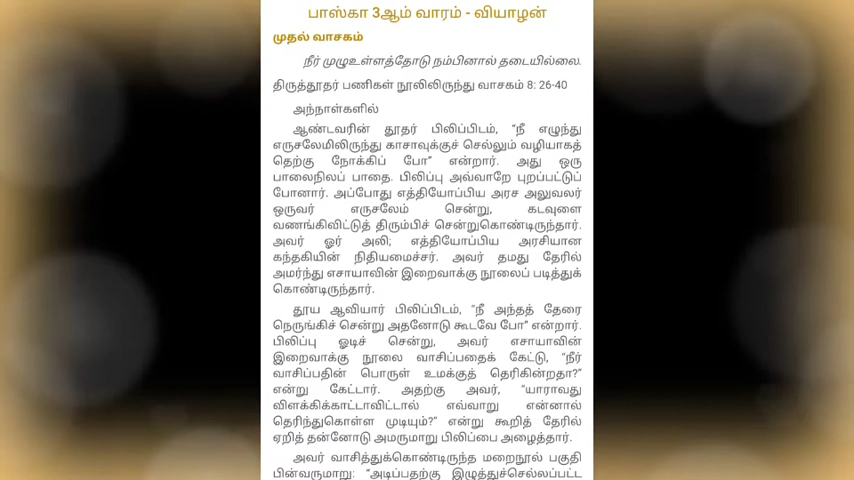 பாஸ்கா 3ஆம் வாரம் - வியாழன்
முதல் வாசகம்
நீர் முழுஉள்ளத்தோடு நம்பினால் தடையில்லை.
திருத்தூதர் பணிகள் நூலிலிருந்து வாசகம் 8: 26-40
அந்நாள்களில்
ஆண்டவரின் தூதர் பிலிப்பிடம், “நீ எழுந்து
எருசலேமிலிருந்து காசாவுக்குச் செல்லும் வழியாகத்
தெற்கு நோக்கிப் போ” என்றார். அது ஒரு
பாலைநிலப் பாதை. பிலிப்பு அவ்வாறே புறப்பட்டுப்
போனார். அப்போது எத்தியோப்பிய அரச அலுவலர்
ஒருவர் எருசலேம் சென்று, கடவுளை
வணங்கிவிட்டுத் திரும்பிச் சென்றுகொண்டிருந்தார்.
அவர் ஓர் அலி; எத்தியோப்பிய அரசியான
கந்தகியின் நிதியமைச்சர். அவர் தமது தேரில்
அமர்ந்து எசாயாவின் இறைவாக்கு நூலைப் படித்துக்
கொண்டிருந்தார்.
தூய ஆவியார் பிலிப்பிடம், “நீ அந்தத் தேரை
நெருங்கிச் சென்று அதனோடு கூடவே போ” என்றார்.
பிலிப்பு ஓடிச் சென்று, அவர் எசாயாவின்
இறைவாக்கு நூலை வாசிப்பதைக் கேட்டு, “நீர்
வாசிப்பதின் பொருள் உமக்குத் தெரிகின்றதா?”
என்று கேட்டார். அதற்கு அவர், “யாராவது
விளக்கிக்காட்டாவிட்டால் எவ்வாறு என்னால்
தெரிந்துகொள்ள முடியும்?” என்று கூறித் தேரில்
ஏறித் தன்னோடு அமருமாறு பிலிப்பை அழைத்தார்.
அவர் வாசித்துக்கொண்டிருந்த மறைநூல் பகுதி
பின்வருமாறு: “அடிப்பதற்கு இழுத்துச்செல்லப்பட்ட